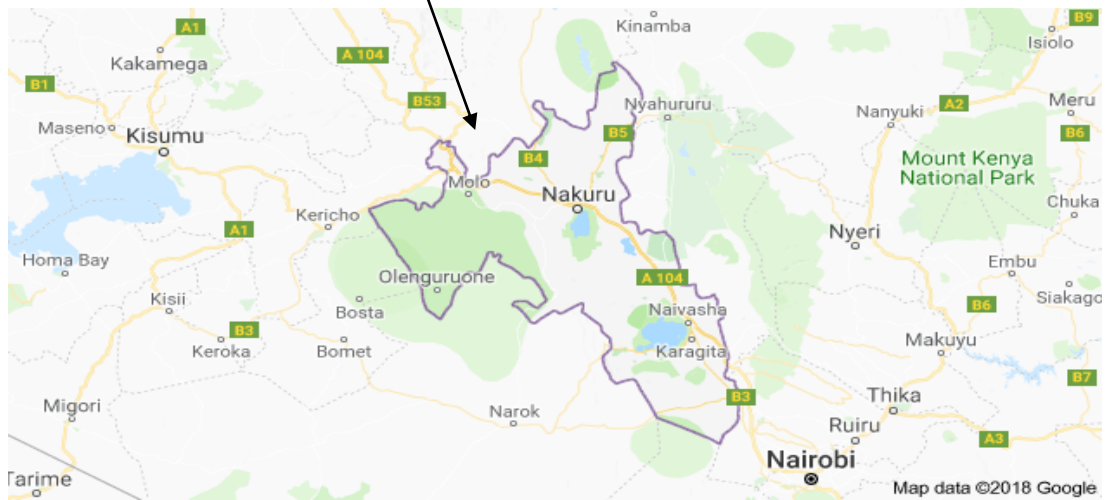 Kinamba
B9
A1
Isiolo
Kakamega
A 104
B1
B53
Meru
Nyahururu
Nanyuki
A2
Maseno
Kisumu
B5
B6
B4
Mount Kenya
National Park
Molo
Nakuru
Chuka
Kericho
A1
Nyeri
Homa Bay
Olenguruone
A 104
Embu
Kisii
Bosta
Naivasha
B6
Siakago
B3
Keroka
Bomet
Karagita
Makuyu
B7
Migori
Narok
B3
Thika
Ruiru
A3
Nairobi
Tarime
Map data ©2018 Google